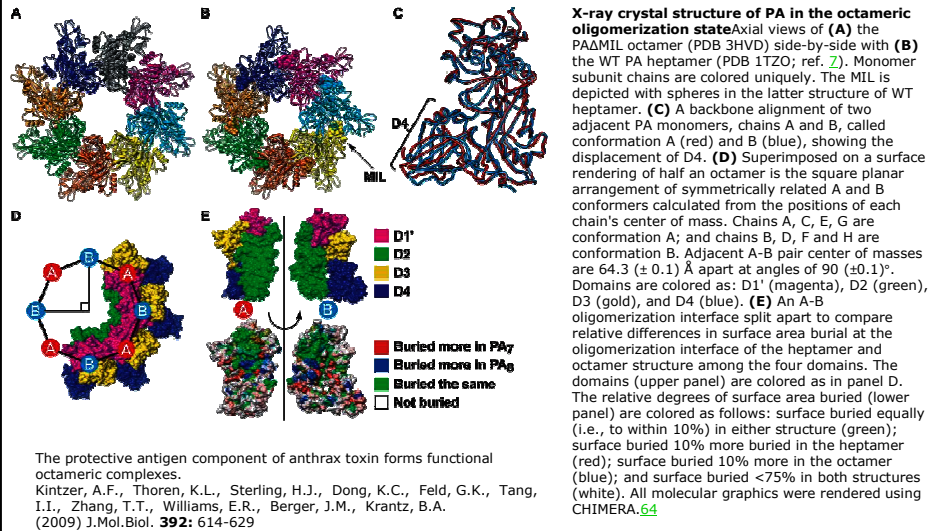 A
B
C
D4
MIL
D
E
D1'
D2
D3
D4
B
A
A
B
B
A
A
B
A
B
Buried more in PA7
Buried more in PA8
Buried the same
Not buried
The protective antigen component of anthrax toxin forms functional
octameric complexes.
Kintzer, A.F., Thoren, K.L., Sterling, H.J., Dong, K.C., Feld, G.K., Tang,
I.I., Zhang, T.T., Williams, E.R., Berger, J.M., Krantz, B.A.
(2009) J.Mol.Biol. 392: 614-629
X-ray crystal structure of PA in the octameric
oligomerization stateAxial views of (A) the
PAΔMIL octamer (PDB 3HVD) side-by-side with (B)
the WT PA heptamer (PDB 1TZO; ref. 7). Monomer
subunit chains are colored uniquely. The MIL is
depicted with spheres in the latter structure of WT
heptamer. (C) A backbone alignment of two
adjacent PA monomers, chains A and B, called
conformation A (red) and B (blue), showing the
displacement of D4. (D) Superimposed on a surface
rendering of half an octamer is the square planar
arrangement of symmetrically related A and B
conformers calculated from the positions of each
chain's center of mass. Chains A, C, E, G are
conformation A; and chains B, D, F and H are
conformation B. Adjacent A-B pair center of masses
are 64.3 (± 0.1) Å apart at angles of 90 (±0.1)°.
Domains are colored as: D1' (magenta), D2 (green),
D3 (gold), and D4 (blue). (E) An A-B
oligomerization interface split apart to compare
relative differences in surface area burial at the
oligomerization interface of the heptamer and
octamer structure among the four domains. The
domains (upper panel) are colored as in panel D.
The relative degrees of surface area buried (lower
panel) are colored as follows: surface buried equally
(i.e., to within 10%) in either structure (green);
surface buried 10% more buried in the heptamer
(red); surface buried 10% more in the octamer
(blue); and surface buried <75% in both structures
(white). All molecular graphics were rendered using
CHIMERA.64